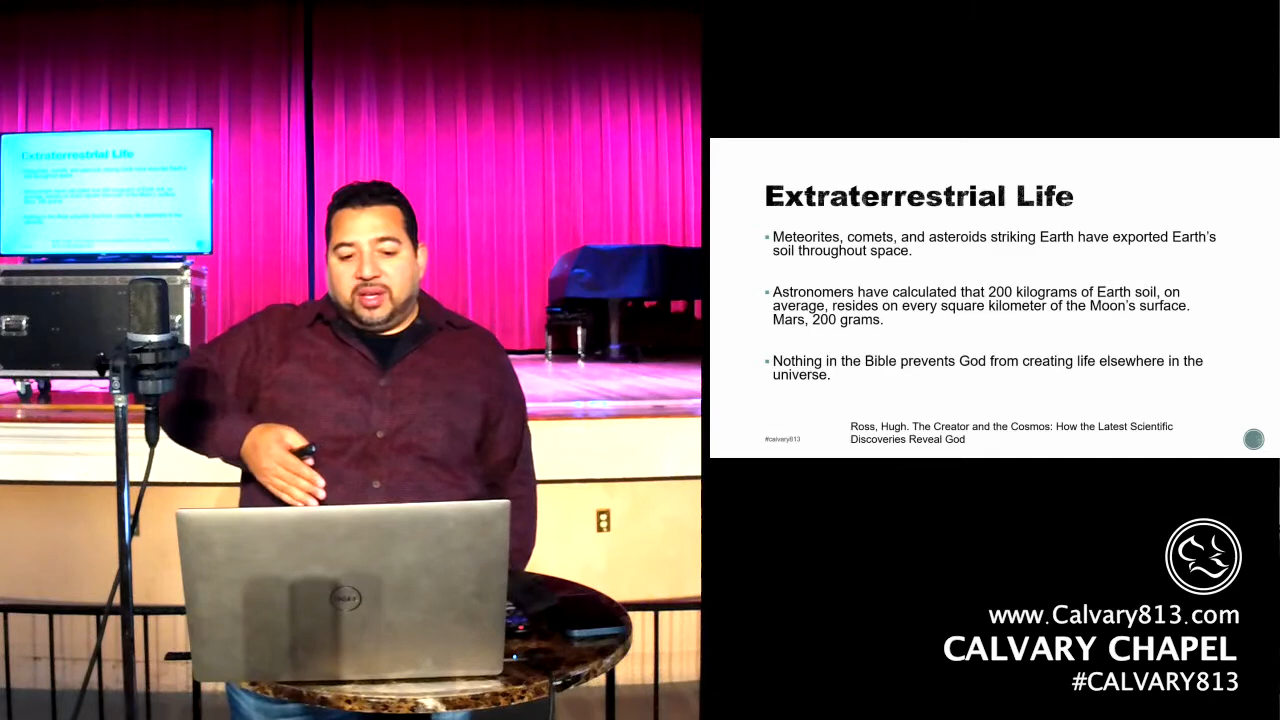 Extraterrestrial Life
Extraterrestrial Life
▪ Meteorites, comets, and asteroids striking Earth have exported Earth's
soil throughout space.
▪ Astronomers have calculated that 200 kilograms of Earth soil, on
average, resides on every square kilometer of the Moon's surface.
Mars, 200 grams.
▪ Nothing in the Bible prevents God from creating life elsewhere in the
universe.
Ross, Hugh. The Creator and the Cosmos: How the Latest Scientific
Discoveries Reveal God
#calvary813
DELL
www.Calvary813.com
CALVARY CHAPEL
#CALVARY813